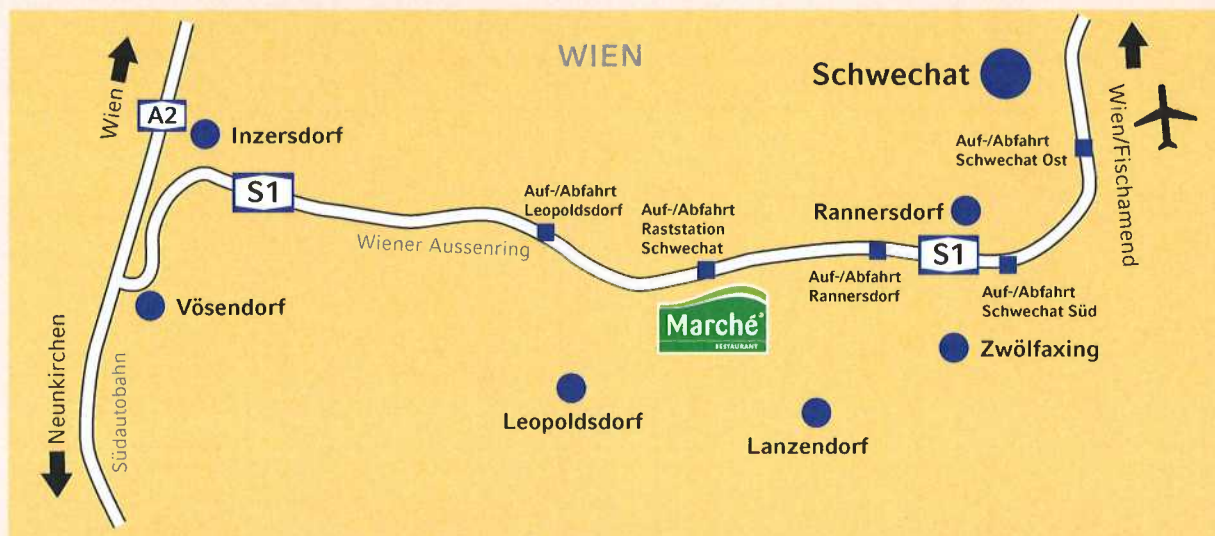 WIEN
Wien
A2
Inzersdorf
S1
Wiener Aussenring
Vösendorf
Neunkirchen
Südautobahn
Auf-/Abfahrt
Leopoldsdorf
Auf-/Abfahrt
Raststation
Schwechat
Marché
RESTAURANT
Leopoldsdorf
Lanzendorf
Schwechat
Auf-/Abfahrt
Schwechat Ost
Wien/Fischamend
Rannersdorf
S1
Auf-/Abfahrt
Rannersdorf
Auf-/Abfahrt
Schwechat Süd
Zwölfaxing